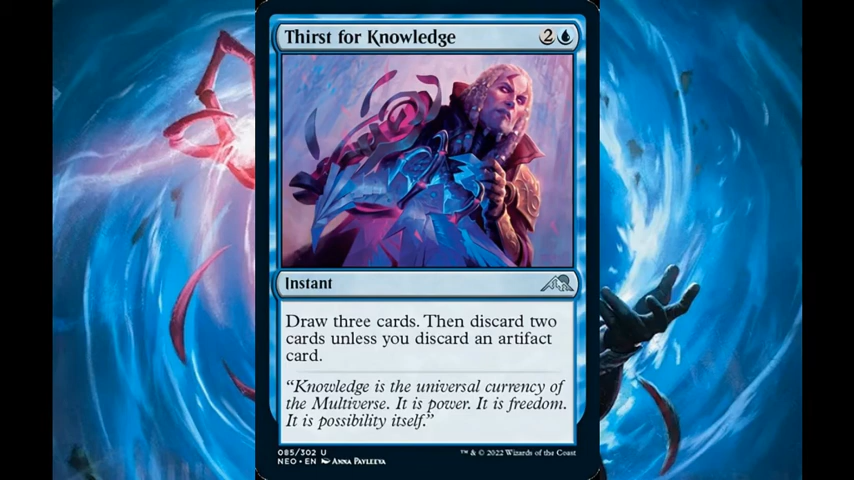 Thirst for Knowledge 2
Instant
Draw three cards. Then discard two
cards unless you discard an artifact
card.
"Knowledge is the universal currency of
the Multiverse. It is power. It is freedom.
It is possibility itself."
085/302 U
NEO • EN Anna Pavleeva
™ & © 2022 Wizards of the Coast